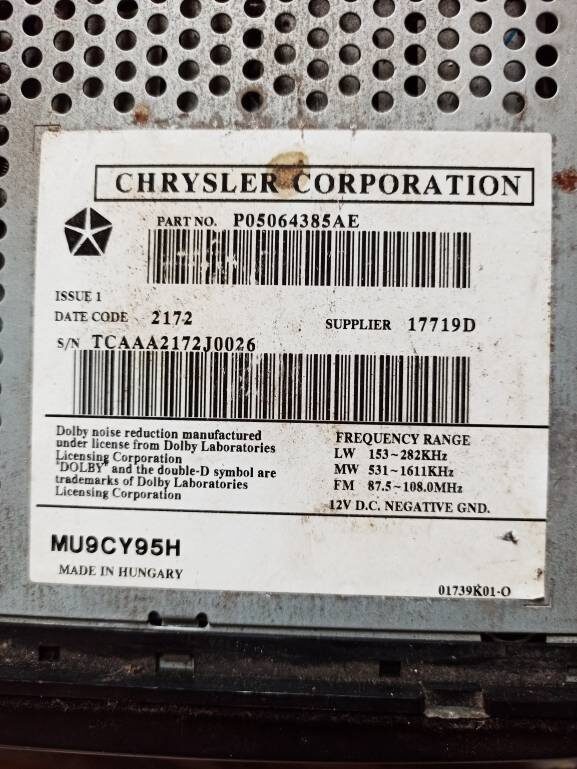 CHRYSLER CORPORATION
PART NO. P05064385AE
ISSUE 1
DATE CODE 2172
SUPPLIER 17719D
S/N TCAAA2172J0026
Dolby noise reduction manufactured
under license from Dolby Laboratories
Licensing Corporation
"DOLBY" and the double-D symbol are
trademarks of Dolby Laboratories
Licensing Corporation
FREQUENCY RANGE
LW 153~282KHz
MW 531~1611KHz
FM 87.5~108.0MHz
12V D.C. NEGATIVE GND.
MU9CY95H
MADE IN HUNGARY
01739K01-O